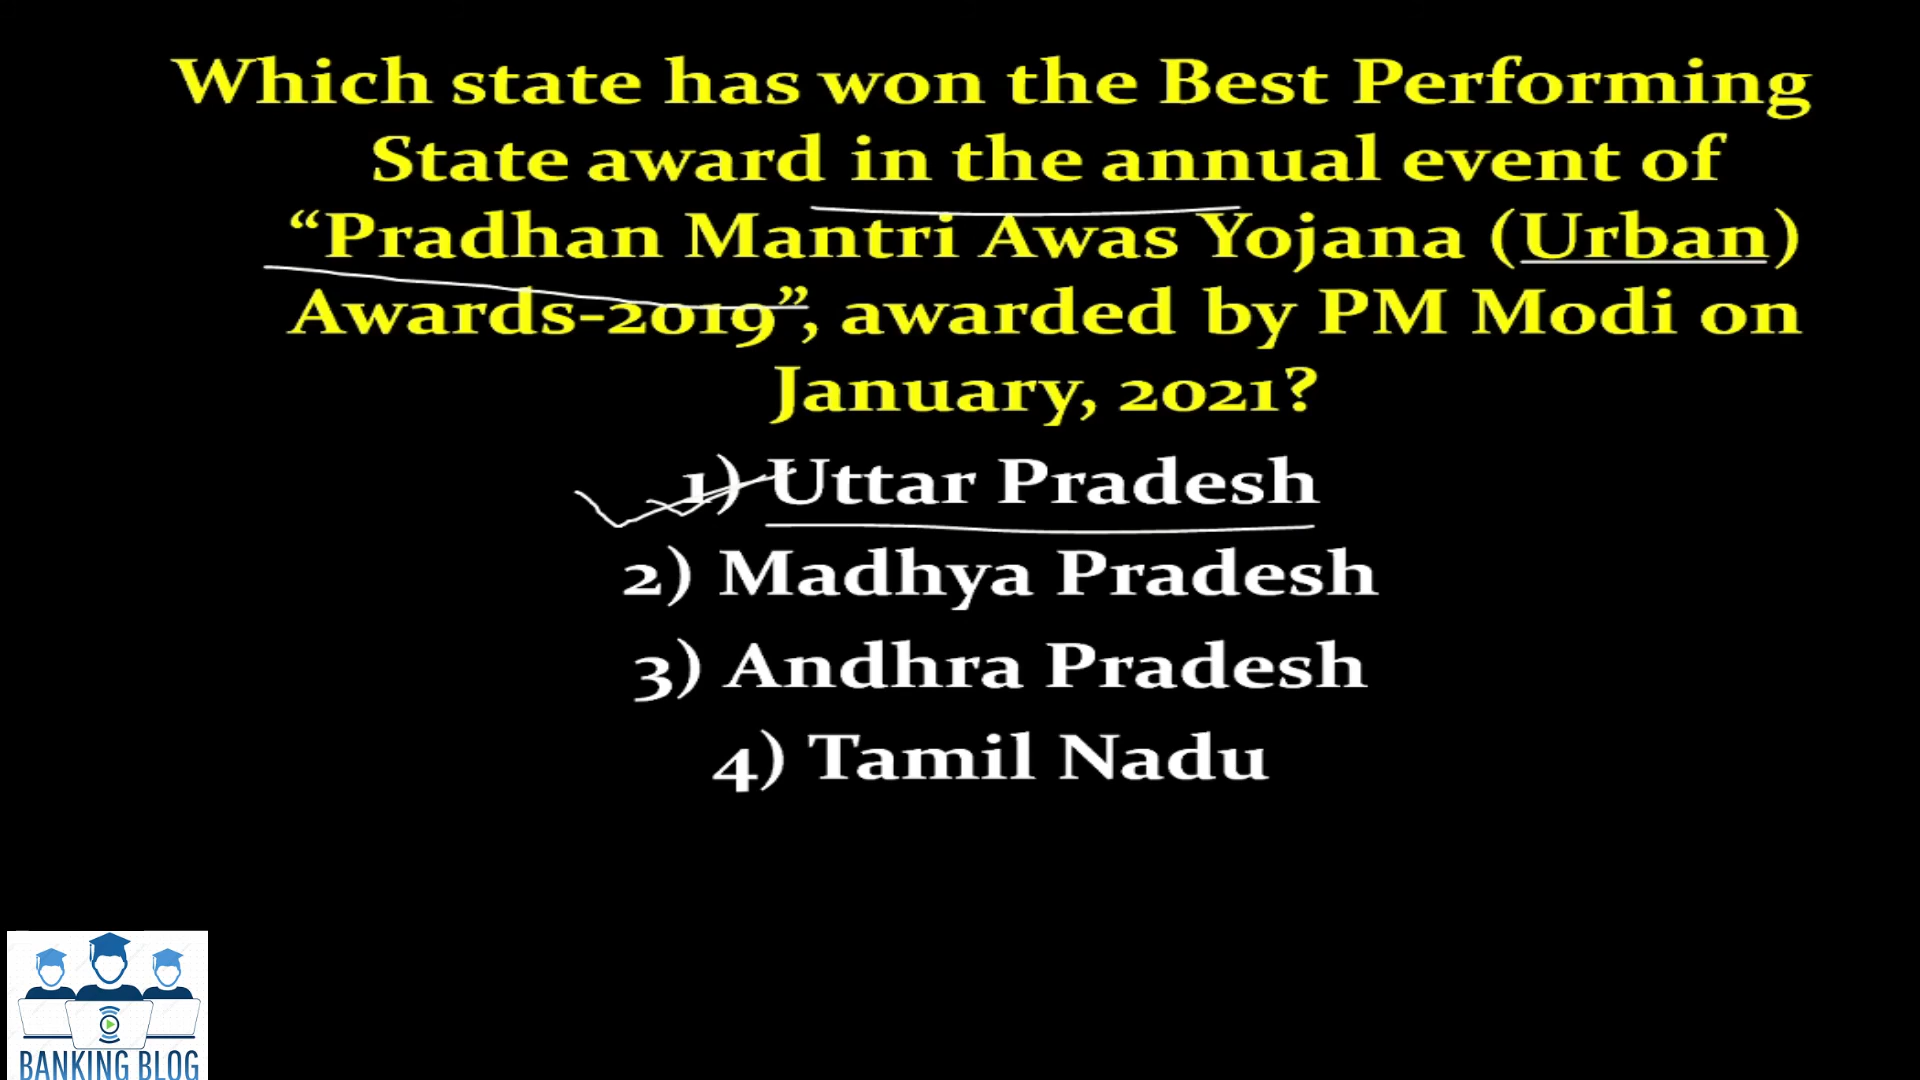 Which state has won the Best Performing
State award in the annual event of
“Pradhan Mantri Awas Yojana (Urban)
Awards-2019”, awarded by PM Modi on
January, 2021?
1) Uttar Pradesh
2) Madhya Pradesh
3) Andhra Pradesh
4) Tamil Nadu
BANKING BLOG